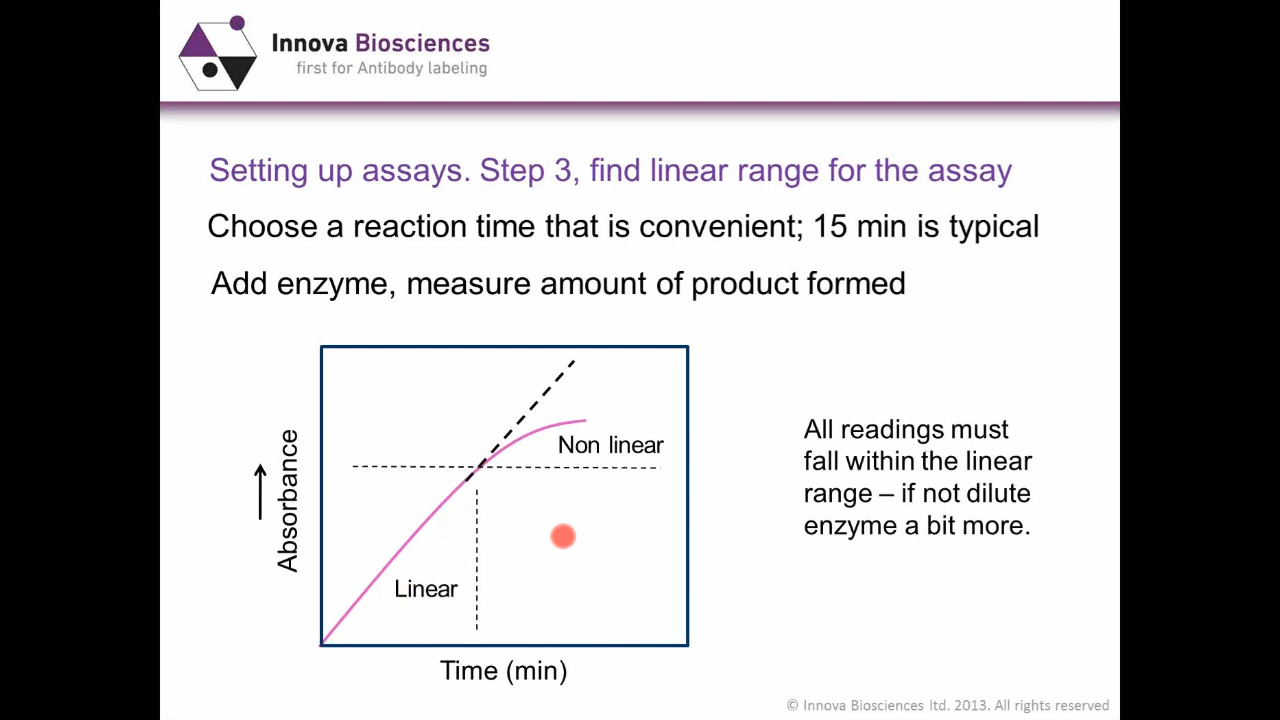 Innova Biosciences
first for Antibody labeling
Setting up assays. Step 3, find linear range for the assay
Choose a reaction time that is convenient; 15 min is typical
Add enzyme, measure amount of product formed
Absorbance
Non linear
Linear
Time (min)
All readings must
fall within the linear
range – if not dilute
enzyme a bit more.
© Innova Biosciences ltd. 2013. All rights reserved